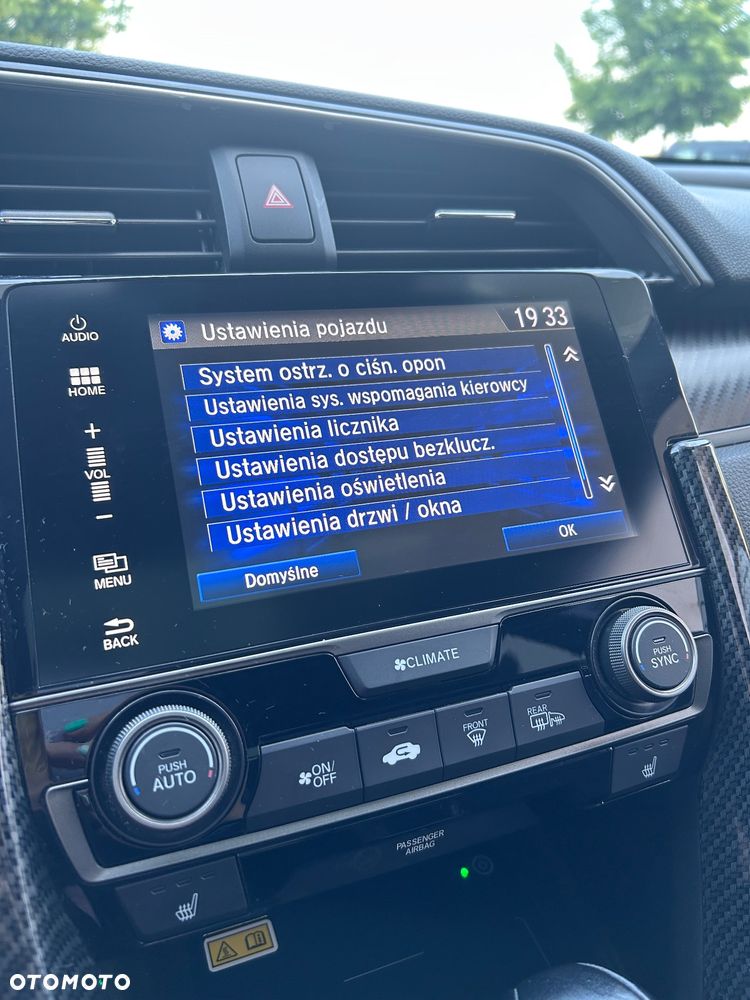 Ustawienia pojazdu
19 33
AUDIO
HOME
+
VOL
−
MENU
BACK
System ostrz. o ciśn. opon
Ustawienia sys. wspomagania kierowcy
Ustawienia licznika
Ustawienia dostępu bezklucz.
Ustawienia oświetlenia
Ustawienia drzwi / okna
Domyślne
OK
CLIMATE
PUSH
SYNC
PUSH
AUTO
ON/
OFF
FRONT
REAR
PASSENGER
AIRBAG
OTOMOTO